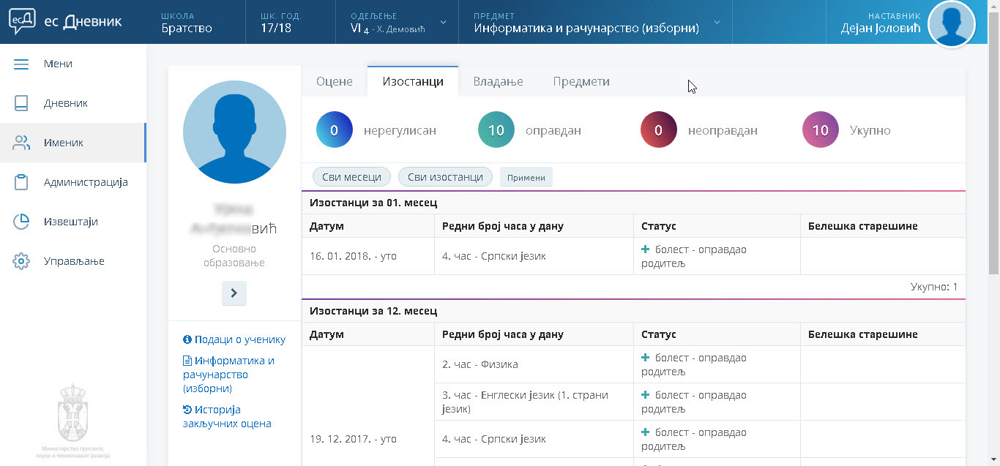 есД ес Дневник
ШКОЛА
Братство
ШК. ГОД.
17/18
ОДЕЉЕЊЕ
VI 4 - Х. Демовић
ПРЕДМЕТ
Информатика и рачунарство (изборни)
НАСТАВНИК
Дејан Јоловић
Мени
Дневник
Именик
Администрација
Извештаји
Управљање
Министарство просвете,
науке и технолошког развоја
вић
Основно
образовање
Подаци о ученику
Информатика и
рачунарство
(изборни)
Историја
закључних оцена
Оцене Изостанци Владање Предмети
0 нерегулисан 10 оправдан 0 неоправдан 10 Укупно
Сви месеци Сви изостанци Примени
Изостанци за 01. месец
Датум Редни број часа у дану Статус Белешка старешине
16. 01. 2018. - уто 4. час - Српски језик + болест - оправдао
родитељ
Укупно: 1
Изостанци за 12. месец
Датум Редни број часа у дану Статус Белешка старешине
2. час - Физика + болест - оправдао
родитељ
3. час - Енглески језик (1. страни
језик) + болест - оправдао
родитељ
19. 12. 2017. - уто 4. час - Српски језик + болест - оправдао
родитељ